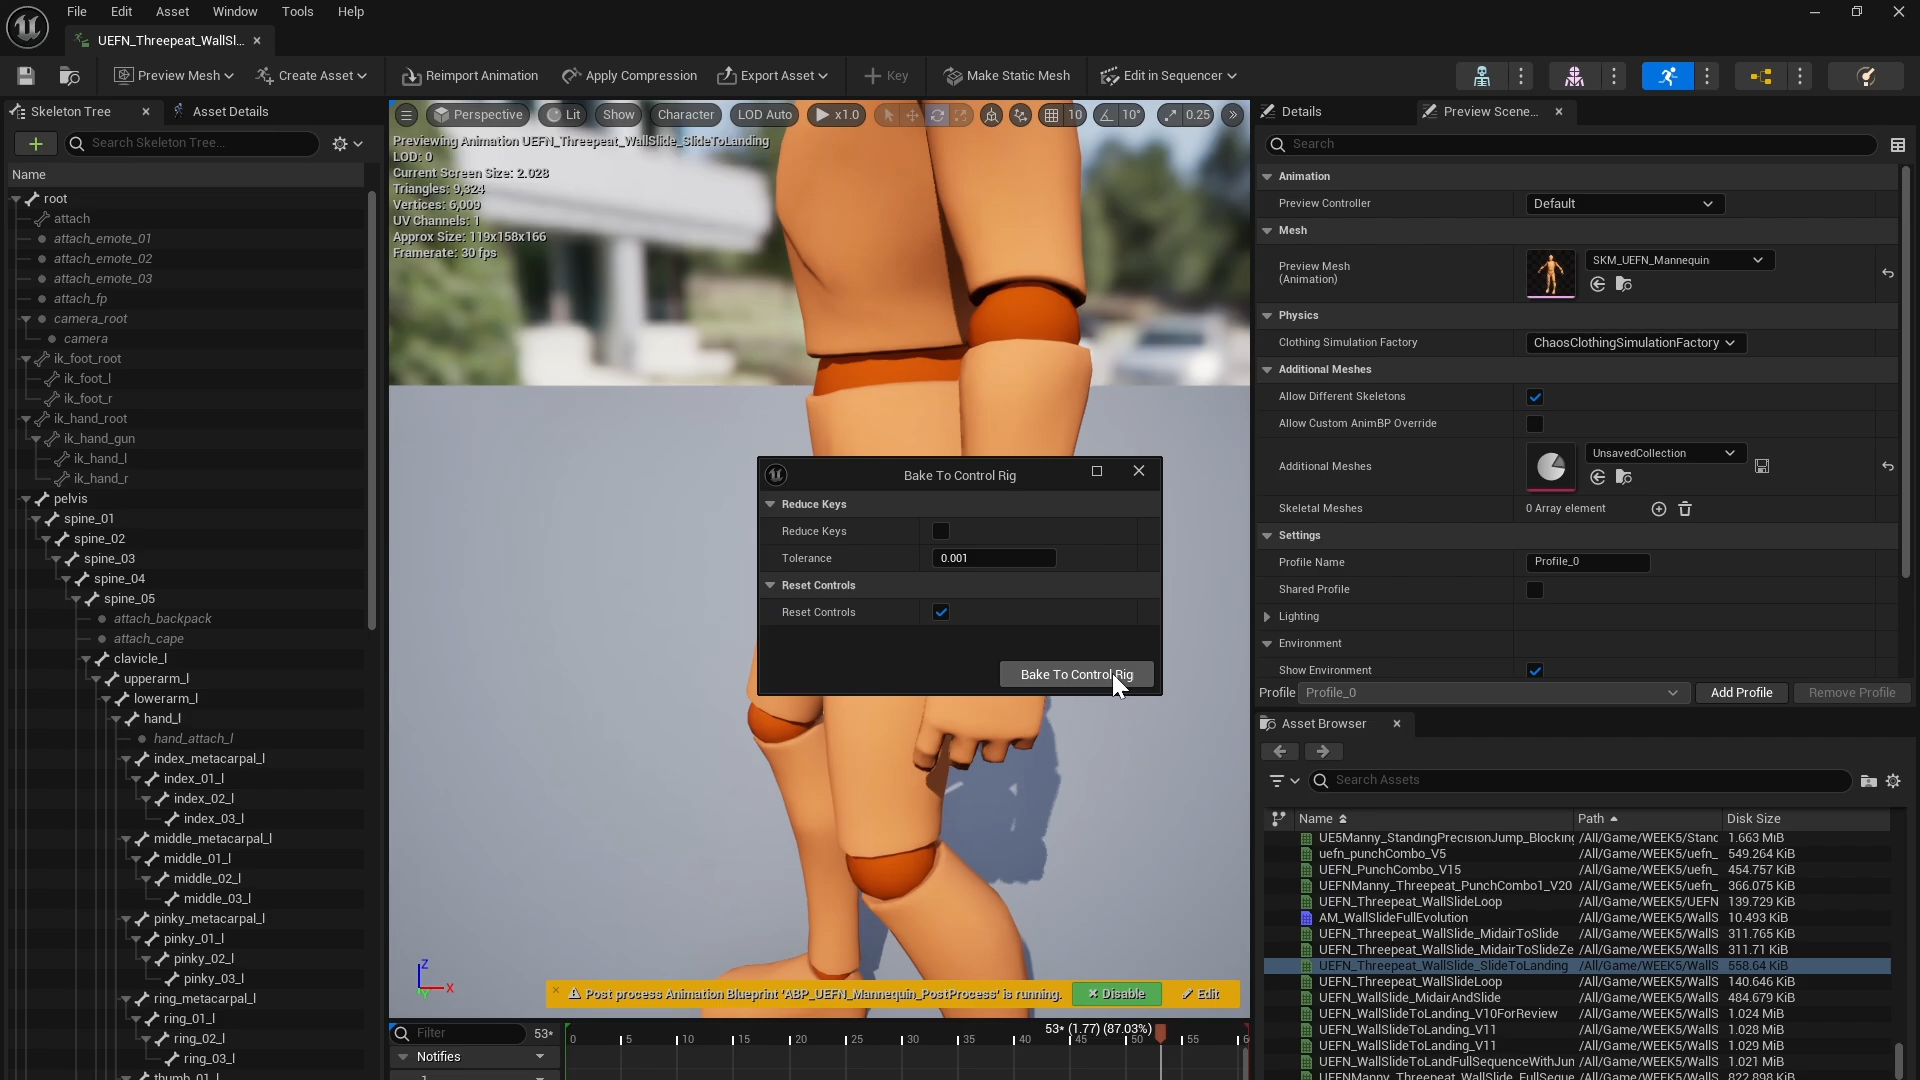 File Edit Asset Window Tools Help
UEFN_Threepeat_WallSl...
Preview Mesh Create Asset Reimport Animation Apply Compression Export Asset Key Make Static Mesh Edit in Sequencer
Skeleton Tree Asset Details
Search Skeleton Tree...
Name
root
attach
attach_emote_01
attach_emote_02
attach_emote_03
attach_fp
camera_root
camera
ik_foot_root
ik_foot_l
ik_foot_r
ik_hand_root
ik_hand_gun
ik_hand_l
ik_hand_r
pelvis
spine_01
spine_02
spine_03
spine_04
spine_05
attach_backpack
attach_cape
clavicle_l
upperarm_l
lowerarm_l
hand_l
hand_attach_l
index_metacarpal_l
index_01_l
index_02_l
index_03_l
middle_metacarpal_l
middle_01_l
middle_02_l
middle_03_l
pinky_metacarpal_l
pinky_01_l
pinky_02_l
pinky_03_l
ring_metacarpal_l
ring_01_l
ring_02_l
ring_03_l
thumb_01_l
Perspective Lit Show Character LOD Auto x1.0 10 10° 0.25
Previewing Animation UEFN_Threepeat_WallSlide_SlideToLanding
LOD: 0
Current Screen Size: 2.028
Triangles: 9,324
Vertices: 6,009
UV Channels: 1
Approx Size: 119x158x166
Framerate: 30 fps
Bake To Control Rig
Reduce Keys
Reduce Keys
Tolerance 0.001
Reset Controls
Reset Controls
Bake To Control Rig
Z
X
Y
Post process Animation Blueprint 'ABP_UEFN_Mannequin_PostProcess' is running. Disable Edit
Filter 53*
53* (1.77) (87.03%)
0 5 10 15 20 25 30 35 40 45 50 55 6
Notifies
1
Details Preview Scene...
Search
Animation
Preview Controller Default
Mesh
Preview Mesh
(Animation)
SKM_UEFN_Mannequin
Physics
Clothing Simulation Factory ChaosClothingSimulationFactory
Additional Meshes
Allow Different Skeletons
Allow Custom AnimBP Override
Additional Meshes UnsavedCollection
Skeletal Meshes 0 Array element
Settings
Profile Name Profile_0
Shared Profile
Lighting
Environment
Show Environment
Profile Profile_0 Add Profile Remove Profile
Asset Browser
Search Assets
Name Path Disk Size
UE5Manny_StandingPrecisionJump_Blocking /All/Game/WEEK5/Stanc 1.663 MiB
uefn_punchCombo_V5 /All/Game/WEEK5/uefn_ 549.264 KiB
UEFN_PunchCombo_V15 /All/Game/WEEK5/uefn_ 454.757 KiB
UEFNManny_Threepeat_PunchCombo1_V20 /All/Game/WEEK5/uefn_ 366.075 KiB
UEFN_Threepeat_WallSlideLoop /All/Game/WEEK5/UEFN 139.729 KiB
AM_WallSlideFullEvolution /All/Game/WEEK5/WallS 10.493 KiB
UEFN_Threepeat_WallSlide_MidairToSlide /All/Game/WEEK5/WallS 311.765 KiB
UEFN_Threepeat_WallSlide_MidairToSlideZe /All/Game/WEEK5/WallS 311.71 KiB
UEFN_Threepeat_WallSlide_SlideToLanding /All/Game/WEEK5/WallS 558.64 KiB
UEFN_Threepeat_WallSlideLoop /All/Game/WEEK5/WallS 140.646 KiB
UEFN_WallSlide_MidairAndSlide /All/Game/WEEK5/WallS 484.679 KiB
UEFN_WallSlideToLanding_V10ForReview /All/Game/WEEK5/WallS 1.024 MiB
UEFN_WallSlideToLanding_V11 /All/Game/WEEK5/WallS 1.028 MiB
UEFN_WallSlideToLanding_V11 /All/Game/WEEK5/WallS 1.029 MiB
UEFN_WallSlideToLandFullSequenceWithJun /All/Game/WEEK5/WallS 1.021 MiB
UEFNManny_Threepeat_WallSlide_FullSeque /All/Game/WEEK5/WallS 822.898 KiB